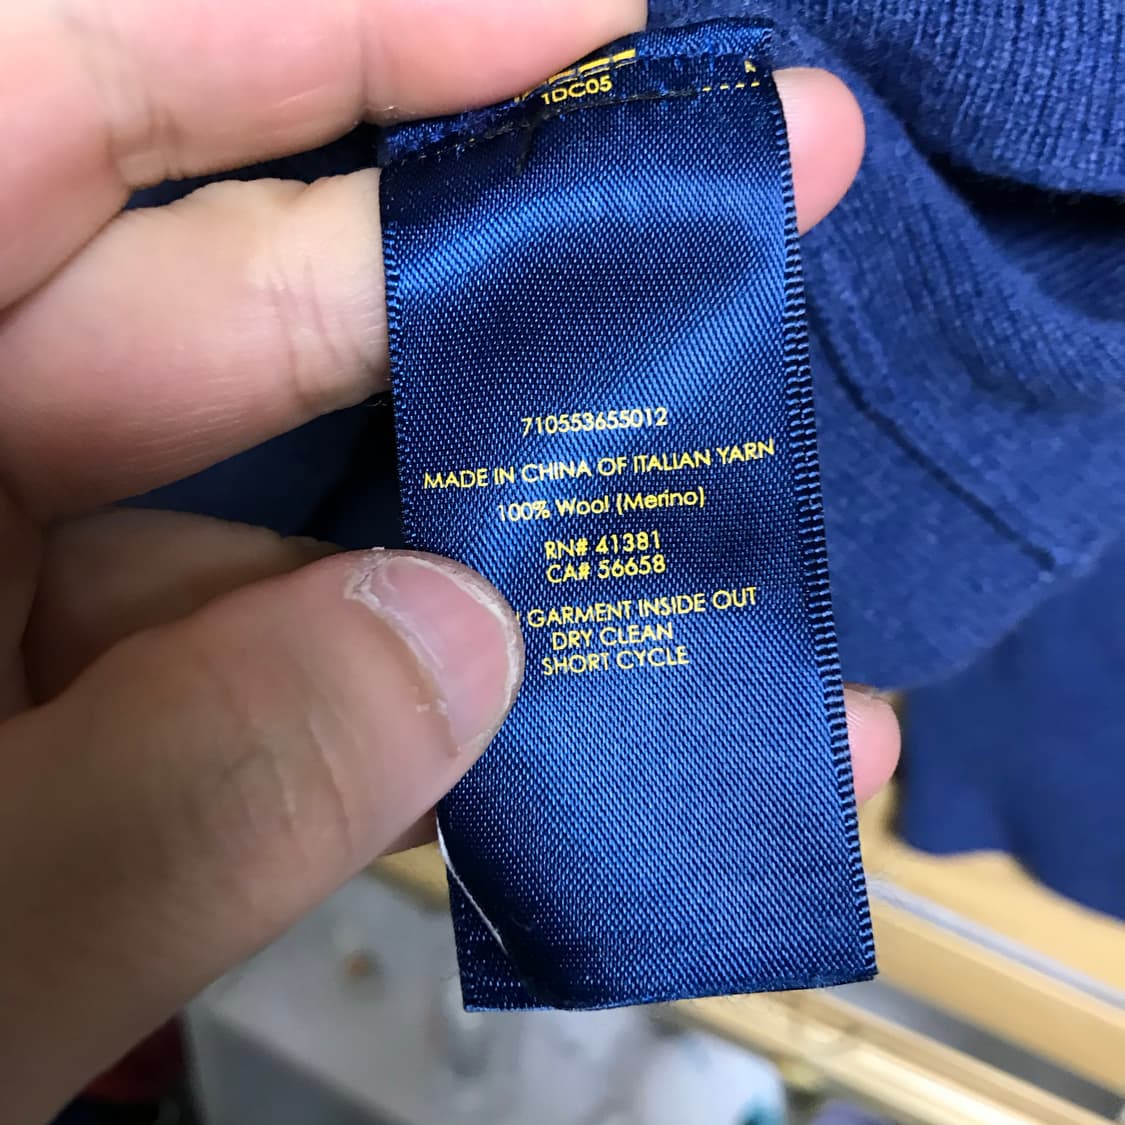 1DC05
710553655012
MADE IN CHINA OF ITALIAN YARN
100% Wool (Merino)
RN# 41381
CA# 56658
GARMENT INSIDE OUT
DRY CLEAN
SHORT CYCLE